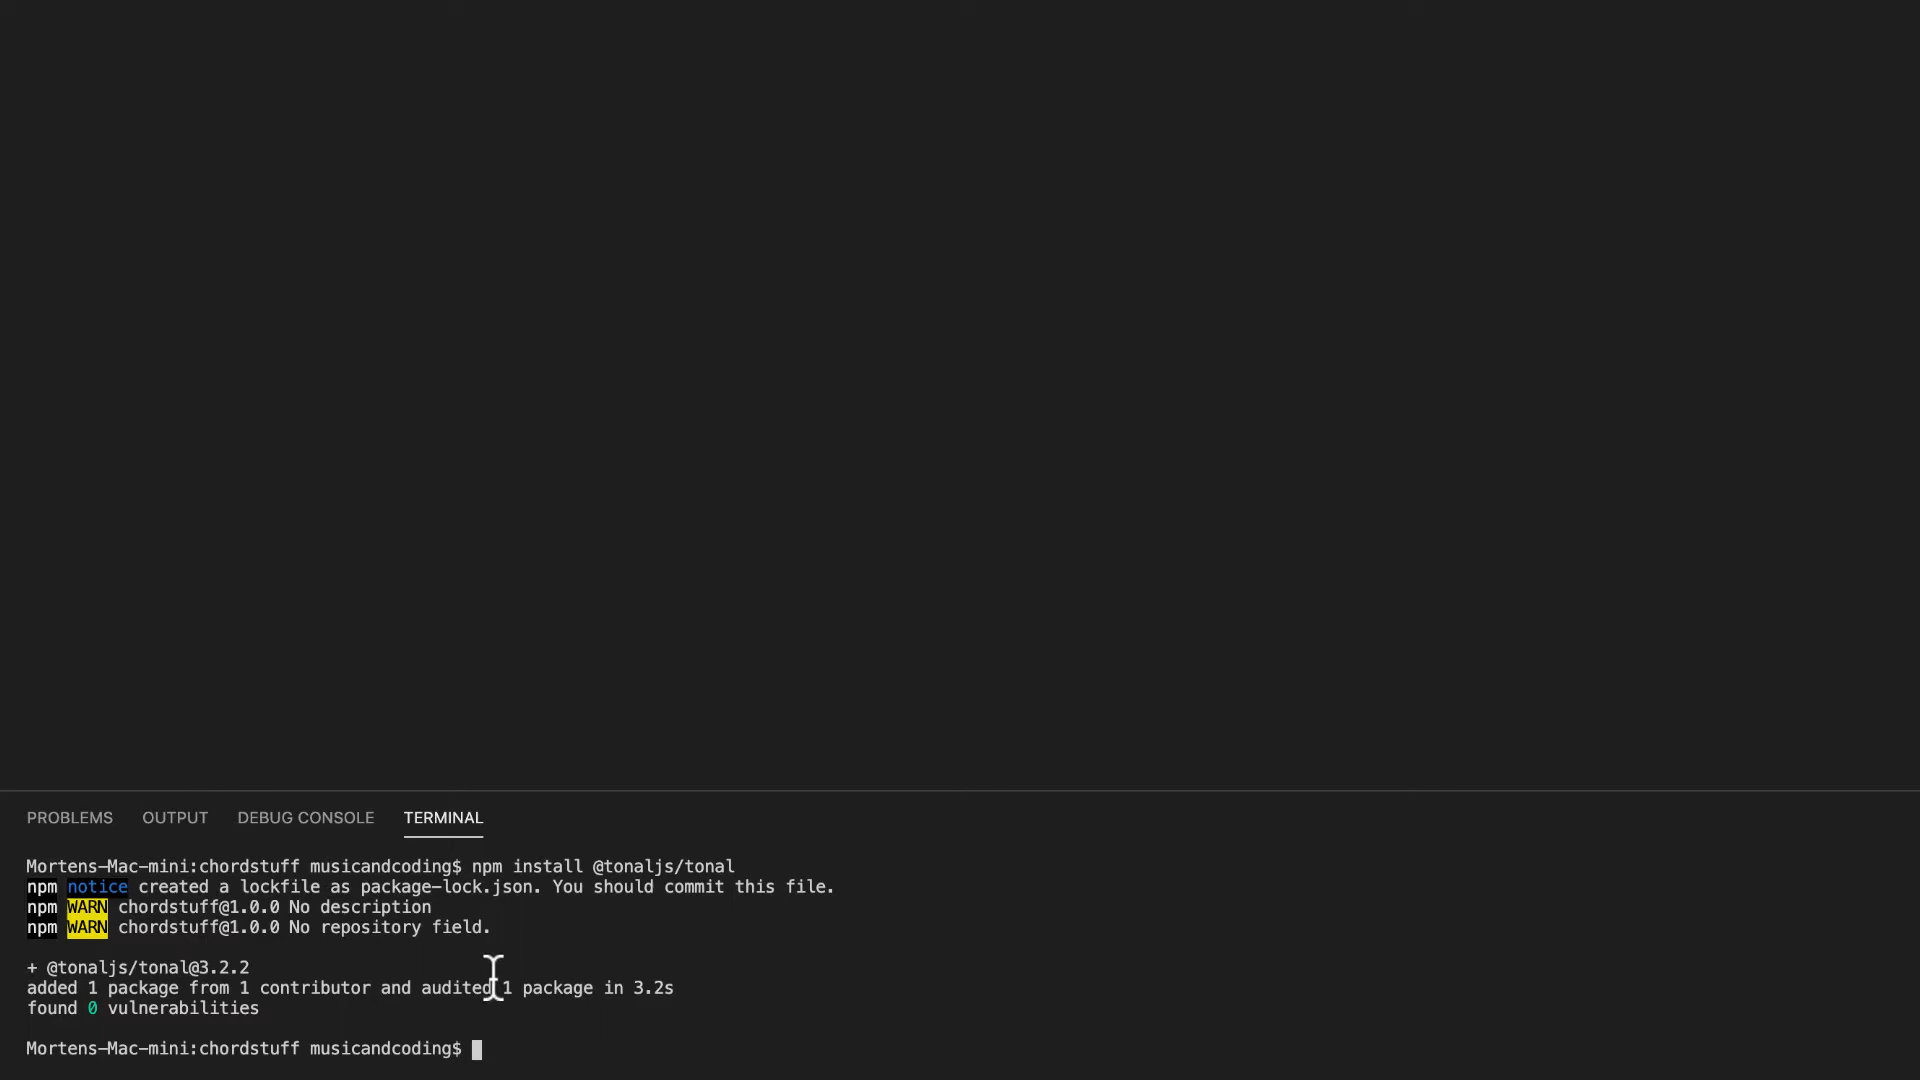 PROBLEMS OUTPUT DEBUG CONSOLE TERMINAL
Mortens-Mac-mini:chordstuff musicandcoding$ npm install @tonaljs/tonal
npm notice created a lockfile as package-lock.json. You should commit this file.
npm WARN chordstuff@1.0.0 No description
npm WARN chordstuff@1.0.0 No repository field.
+ @tonaljs/tonal@3.2.2
added 1 package from 1 contributor and audited 1 package in 3.2s
found 0 vulnerabilities
Mortens-Mac-mini:chordstuff musicandcoding$